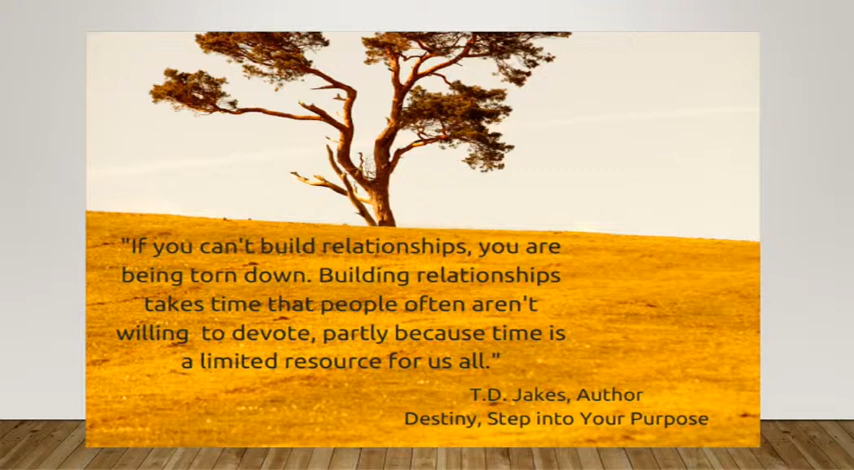 "If you can't build relationships, you are
being torn down. Building relationships
takes time that people often aren't
willing to devote, partly because time is
a limited resource for us all."
T.D. Jakes, Author
Destiny, Step into Your Purpose